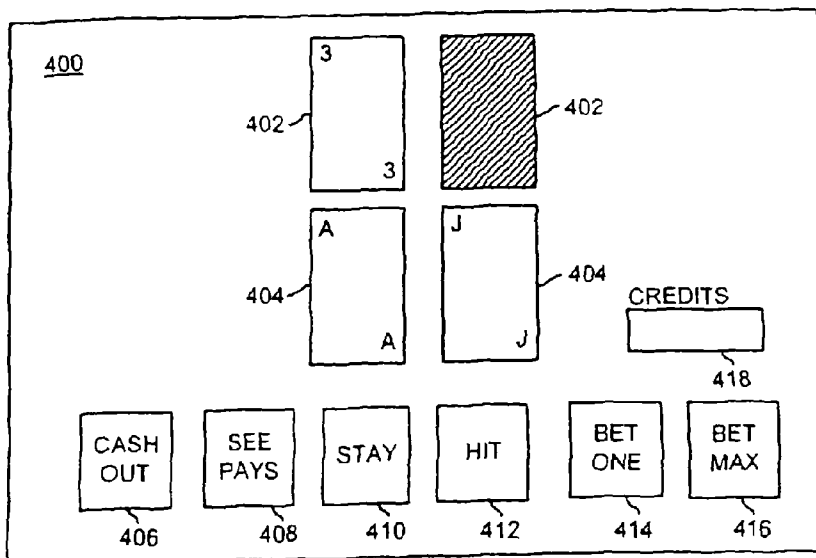 400
3
402
3
402
A
J
404
A
J
404
CREDITS
418
CASH OUT
SEE PAYS
STAY
HIT
BET ONE
BET MAX
406
408
410
412
414
416